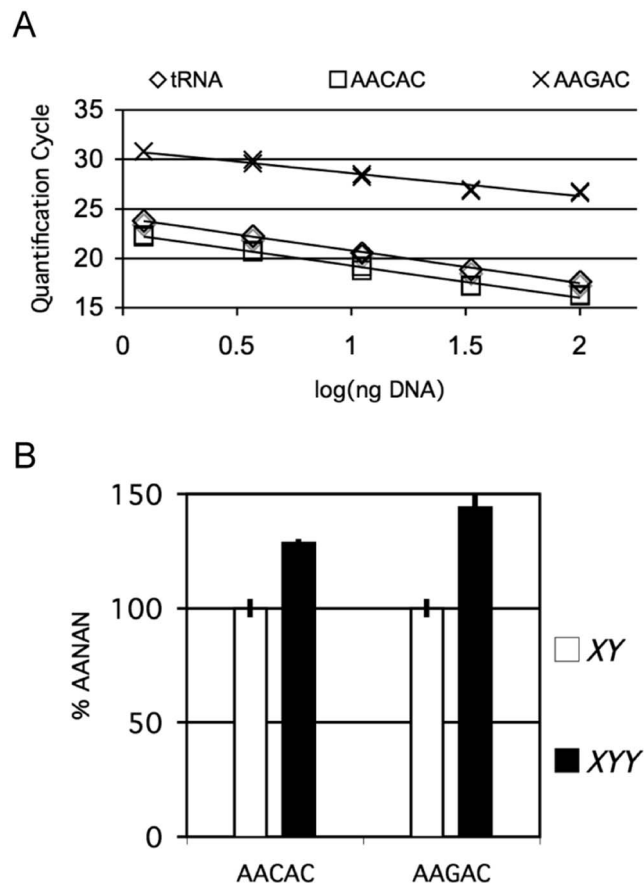 A
tRNA AACAC AAGAC
35
30
25
20
15
Quantification Cycle
0 0.5 1 1.5 2
log(ng DNA)
B
150
100
50
0
% AANAN
XY
XYY
AACAC AAGAC